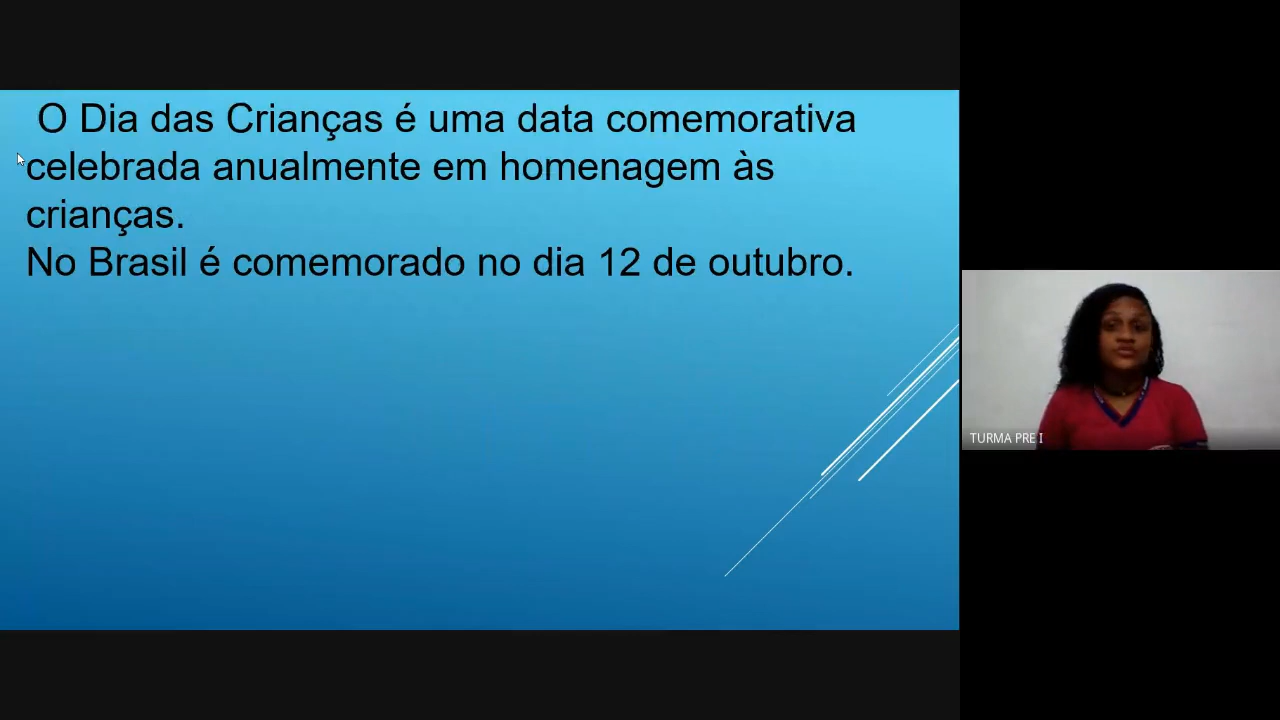 O Dia das Crianças é uma data comemorativa
celebrada anualmente em homenagem às
crianças.
No Brasil é comemorado no dia 12 de outubro.
TURMA PRE I